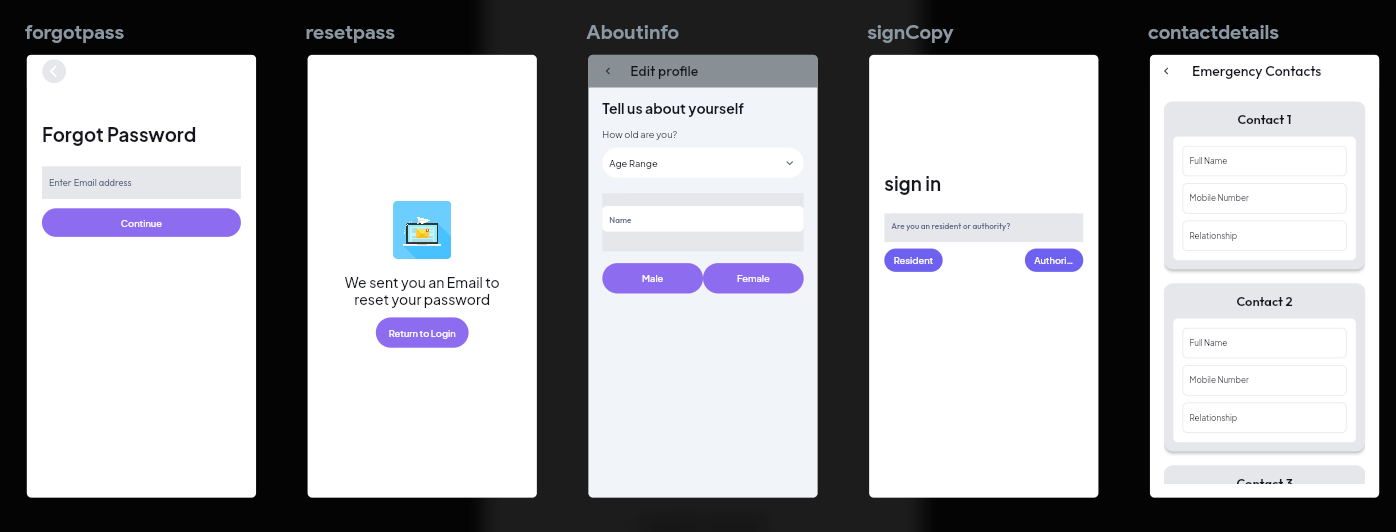 forgotpass
Forgot Password
Enter Email address
Continue
resetpass
We sent you an Email to
reset your password
Return to Login
Aboutinfo
Edit profile
Tell us about yourself
How old are you?
Age Range
Name
Male Female
signCopy
sign in
Are you an resident or authority?
Resident Authori...
contactdetails
Emergency Contacts
Contact 1
Full Name
Mobile Number
Relationship
Contact 2
Full Name
Mobile Number
Relationship
Contact 3